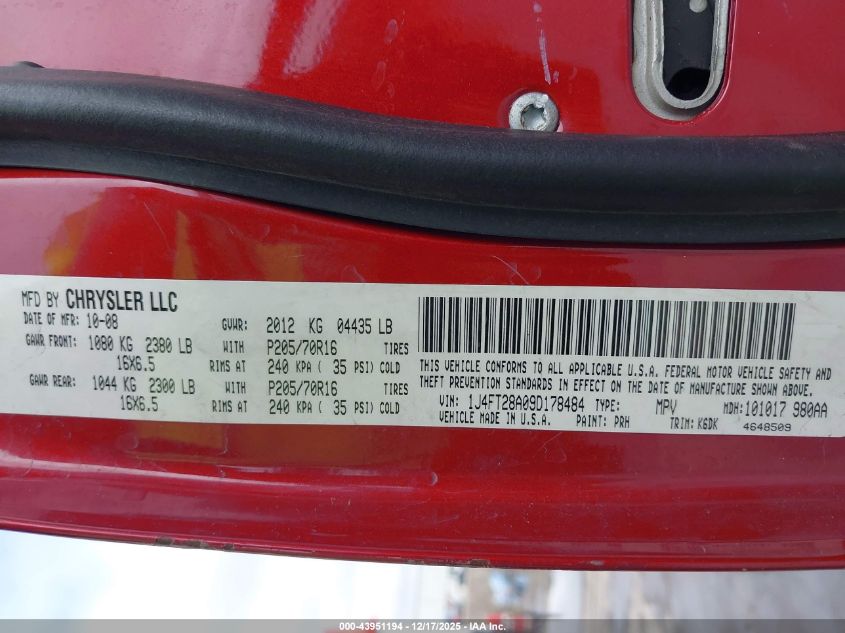 MFD BY CHRYSLER LLC
DATE OF MFR: 10-08 GVWR: 2012 KG 04435 LB
GAWR FRONT: 1080 KG 2380 LB WITH P205/70R16 TIRES
16X6.5 RIMS AT 240 KPA ( 35 PSI) COLD
GAWR REAR: 1044 KG 2300 LB WITH P205/70R16 TIRES
16X6.5 RIMS AT 240 KPA ( 35 PSI) COLD
THIS VEHICLE CONFORMS TO ALL APPLICABLE U.S.A. FEDERAL MOTOR VEHICLE SAFETY AND
THEFT PREVENTION STANDARDS IN EFFECT ON THE DATE OF MANUFACTURE SHOWN ABOVE.
VIN: 1J4FT28A09D178484 TYPE: MPV MDH: 101017 980AA
VEHICLE MADE IN U.S.A. PAINT: PRH TRIM: K6DK 4648509
000-43951194 - 12/17/2025 - IAA Inc.